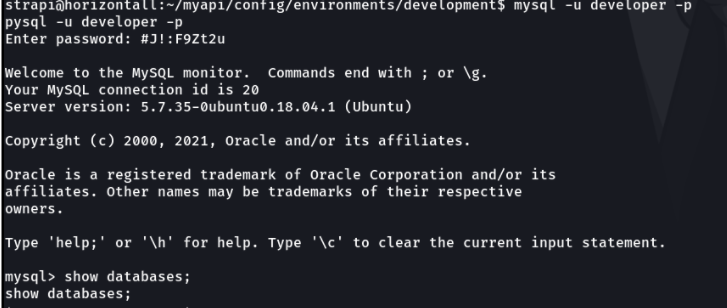 strapi@horizontall:~/myapi/config/environments/development$ mysql -u developer -p
pysql -u developer -p
Enter password: #J!:F9Zt2u
Welcome to the MySQL monitor.  Commands end with ; or \g.
Your MySQL connection id is 20
Server version: 5.7.35-0ubuntu0.18.04.1 (Ubuntu)
Copyright (c) 2000, 2021, Oracle and/or its affiliates.
Oracle is a registered trademark of Oracle Corporation and/or its
affiliates. Other names may be trademarks of their respective
owners.
Type 'help;' or '\h' for help. Type '\c' to clear the current input statement.
mysql> show databases;
show databases;